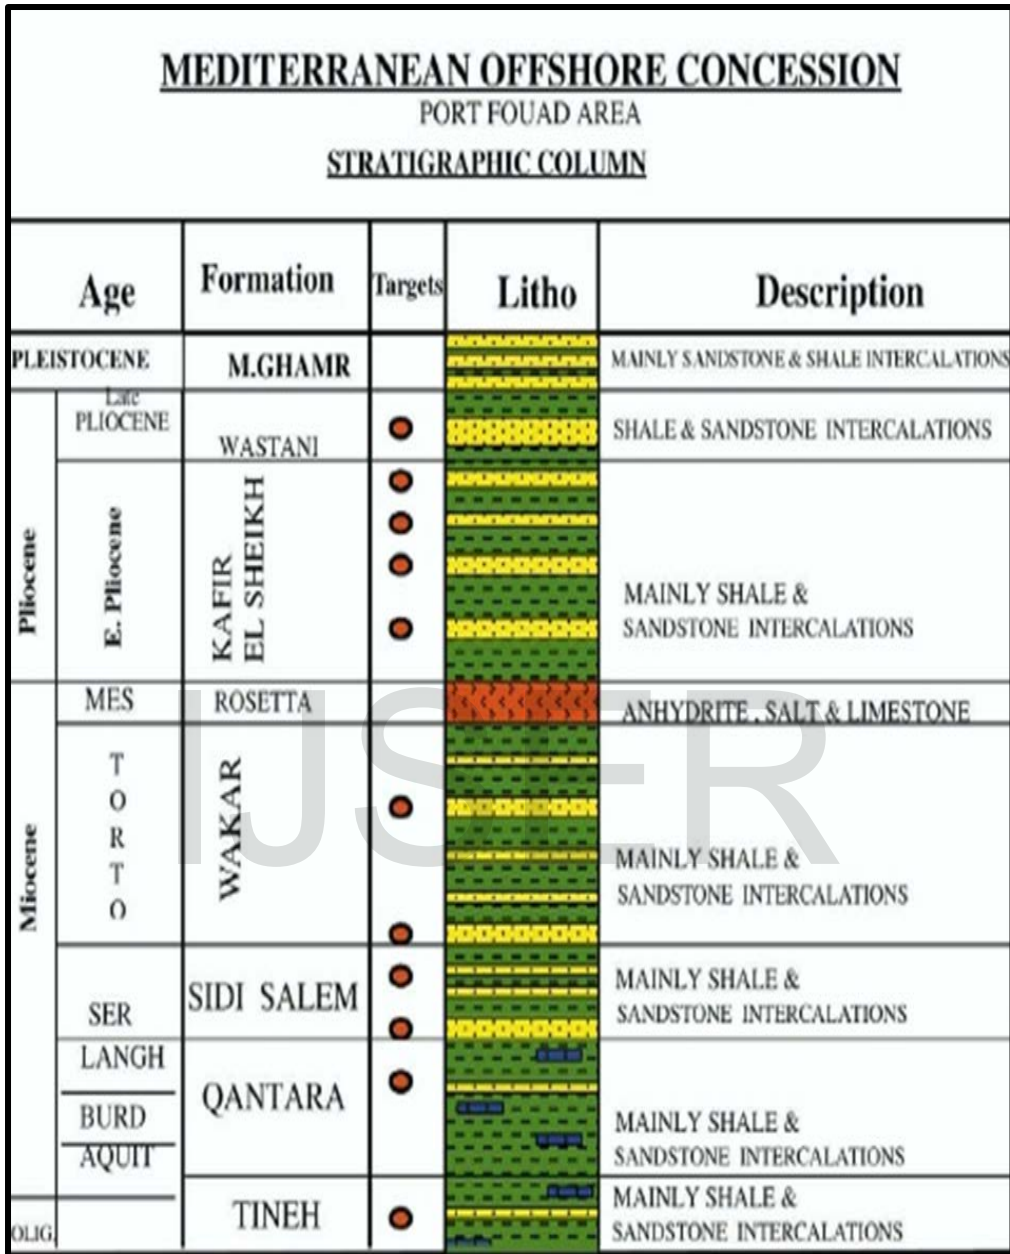 MEDITERRANEAN OFFSHORE CONCESSION
PORT FOUAD AREA
STRATIGRAPHIC COLUMN
Age
Formation
Targets
Litho
Description
PLEISTOCENE
M.GHAMR
MAINLY SANDSTONE & SHALE INTERCALATIONS
Pliocene
Late
PLIOCENE
WASTANI
SHALE & SANDSTONE INTERCALATIONS
E. Pliocene
KAFIR
EL SHEIKH
MAINLY SHALE &
SANDSTONE INTERCALATIONS
Miocene
MES
ROSETTA
ANHYDRITE . SALT & LIMESTONE
TORTO
WAKAR
MAINLY SHALE &
SANDSTONE INTERCALATIONS
SER
SIDI SALEM
MAINLY SHALE &
SANDSTONE INTERCALATIONS
LANGH
BURD
AQUIT
QANTARA
MAINLY SHALE &
SANDSTONE INTERCALATIONS
OLIG.
TINEH
MAINLY SHALE &
SANDSTONE INTERCALATIONS
IJSER